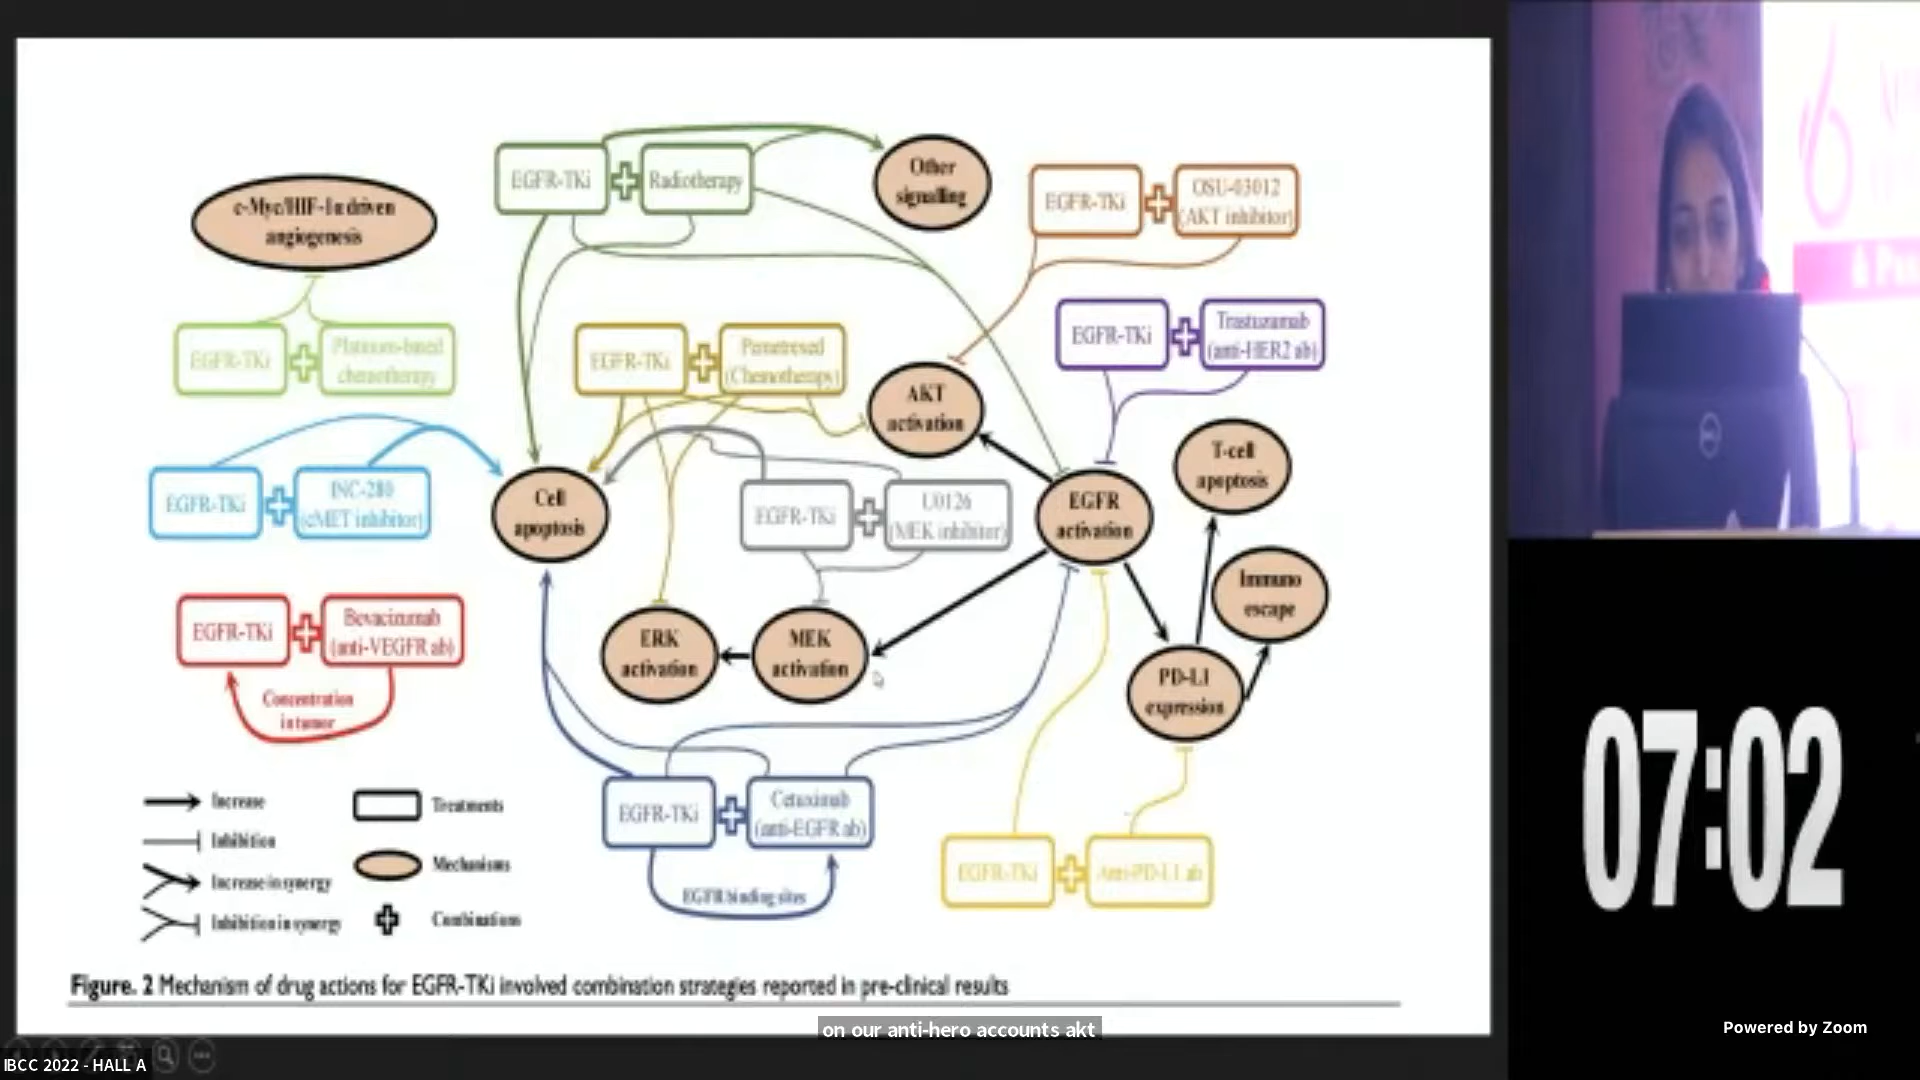 EGFR-TKi
Radiotherapy
Other
signalling
c-Myc/HIF-1α driven
angiogenesis
EGFR-TKi
OSU-03012
(AKT inhibitor)
EGFR-TKi
Platinum-based
chemotherapy
EGFR-TKi
Pemetrexed
(Chemotherapy)
EGFR-TKi
Trastuzumab
(anti-HER2 ab)
AKT
activation
T-cell
apoptosis
EGFR-TKi
INC-280
(cMET inhibitor)
Cell
apoptosis
EGFR-TKi
U0126
(MEK inhibitor)
EGFR
activation
Immuno
escape
EGFR-TKi
Bevacizumab
(anti-VEGFR ab)
Concentration
in tumor
ERK
activation
MEK
activation
PD-L1
expression
EGFR-TKi
Cetuximab
(anti-EGFR ab)
EGFR binding sites
EGFR-TKi
Anti-PD-L1 ab
Increase
Inhibition
Increase in synergy
Inhibition in synergy
Treatments
Mechanisms
Combinations
Figure. 2 Mechanism of drug actions for EGFR-TKi involved combination strategies reported in pre-clinical results
on our anti-hero accounts akt
IBCC 2022 - HALL A
07:02
Powered by Zoom